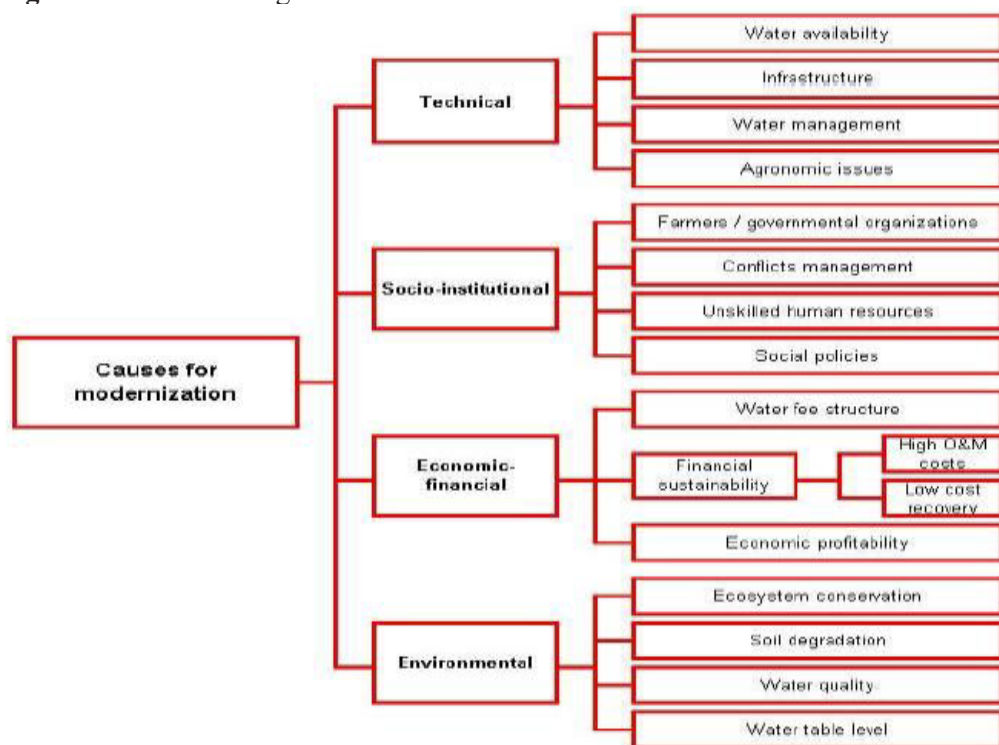 Water availability
Infrastructure
Technical
Water management
Agronomic issues
Farmers / governmental organizations
Conflicts management
Socio-institutional
Unskilled human resources
Social policies
Causes for
modernization
Water fee structure
Economic-
financial
Financial
sustainability
High O&M
costs
Low cost
recovery
Economic profitability
Ecosystem conservation
Soil degradation
Environmental
Water quality
Water table level